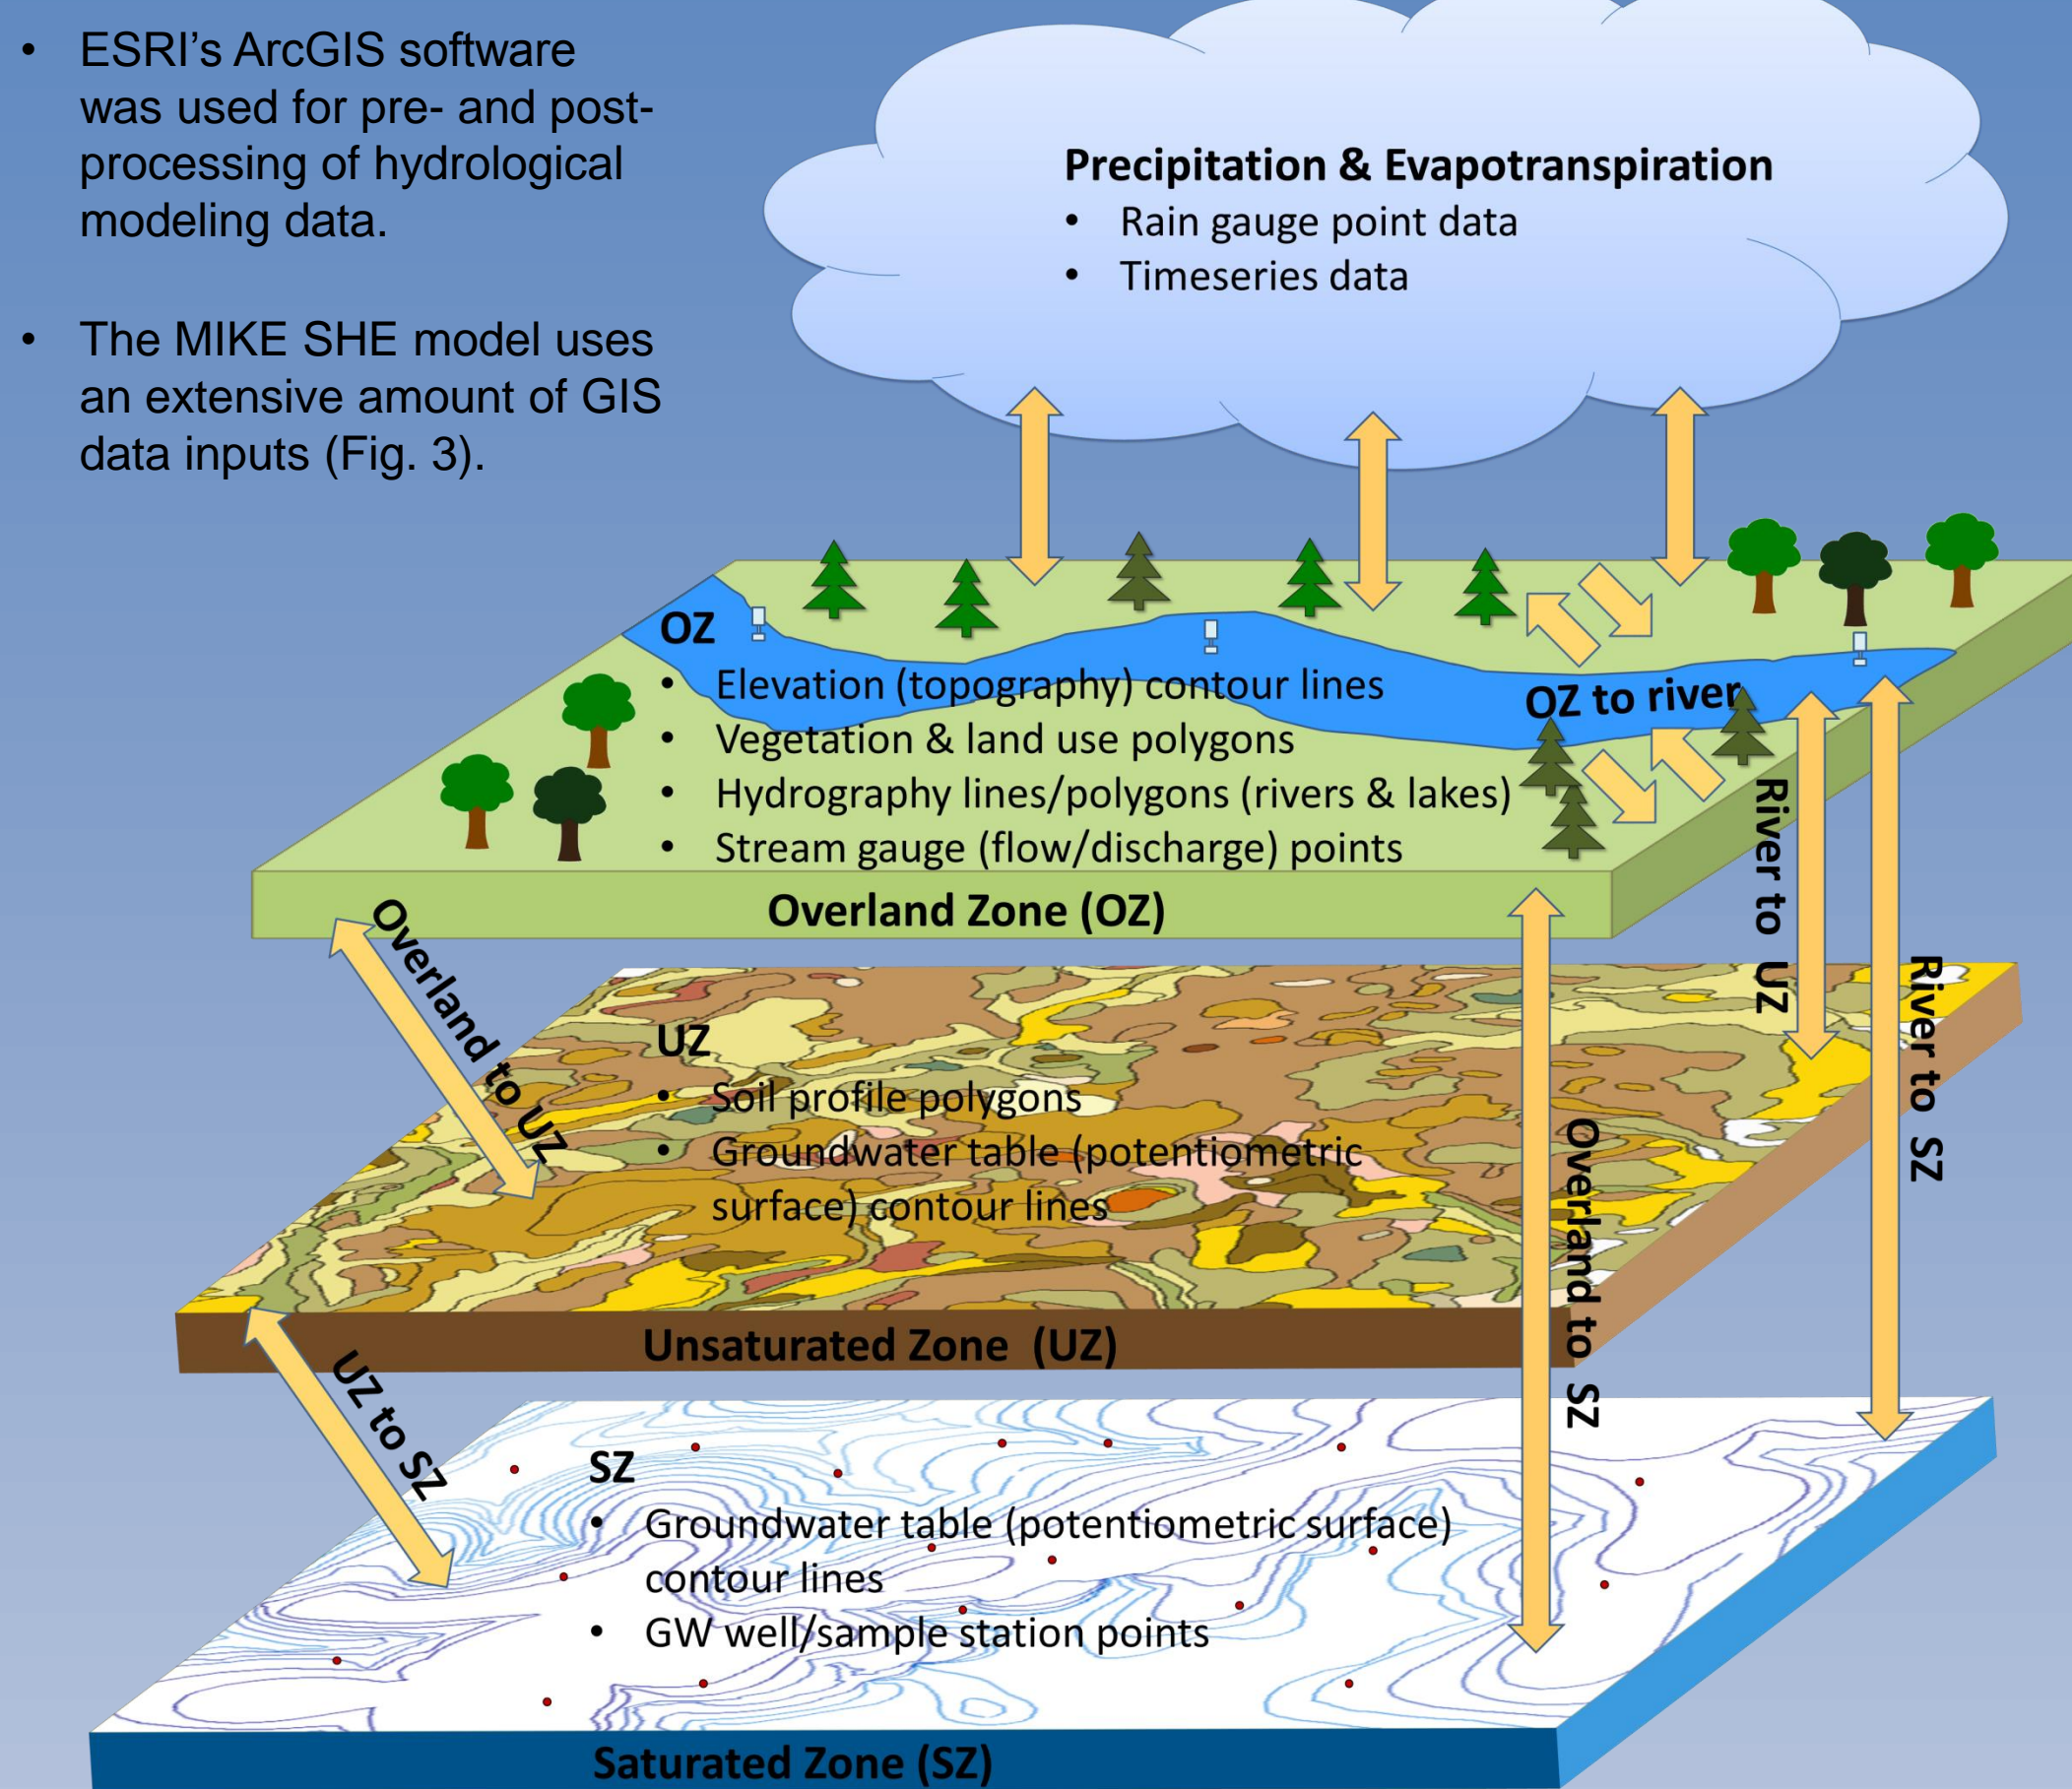 • ESRI's ArcGIS software
was used for pre- and post-
processing of hydrological
modeling data.
• The MIKE SHE model uses
an extensive amount of GIS
data inputs (Fig. 3).
Precipitation & Evapotranspiration
• Rain gauge point data
• Timeseries data
OZ
• Elevation (topography) contour lines
• Vegetation & land use polygons
• Hydrography lines/polygons (rivers & lakes)
• Stream gauge (flow/discharge) points
OZ to river
Overland Zone (OZ)
Overland to UZ
River to UZ
River to SZ
UZ
• Soil profile polygons
• Groundwater table (potentiometric
surface) contour lines
Overland to SZ
Unsaturated Zone (UZ)
UZ to SZ
SZ
• Groundwater table (potentiometric surface)
contour lines
• GW well/sample station points
Saturated Zone (SZ)